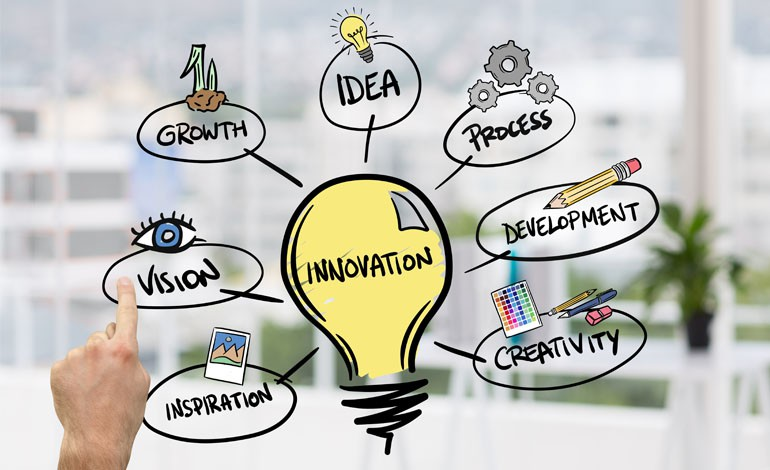 IDEA
GROWTH
PROCESS
DEVELOPMENT
INNOVATION
VISION
CREATIVITY
INSPIRATION